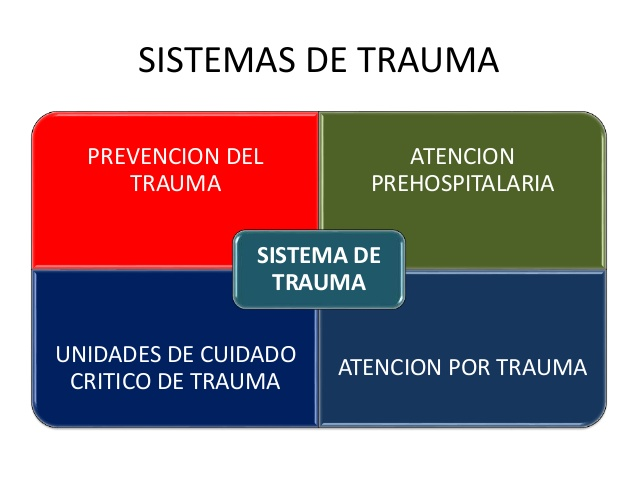 SISTEMAS DE TRAUMA
PREVENCION DEL
TRAUMA
ATENCION
PREHOSPITALARIA
SISTEMA DE
TRAUMA
UNIDADES DE CUIDADO
CRITICO DE TRAUMA
ATENCION POR TRAUMA